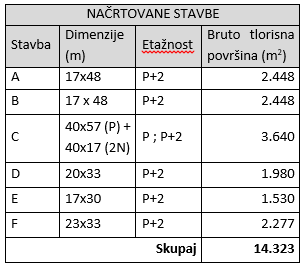 NAČRTOVANE STAVBE
Stavba Dimenzije (m) Etažnost Bruto tlorisna površina (m²)
A 17x48 P+2 2.448
B 17 x 48 P+2 2.448
C 40x57 (P) + 40x17 (2N) P ; P+2 3.640
D 20x33 P+2 1.980
E 17x30 P+2 1.530
F 23x33 P+2 2.277
Skupaj 14.323